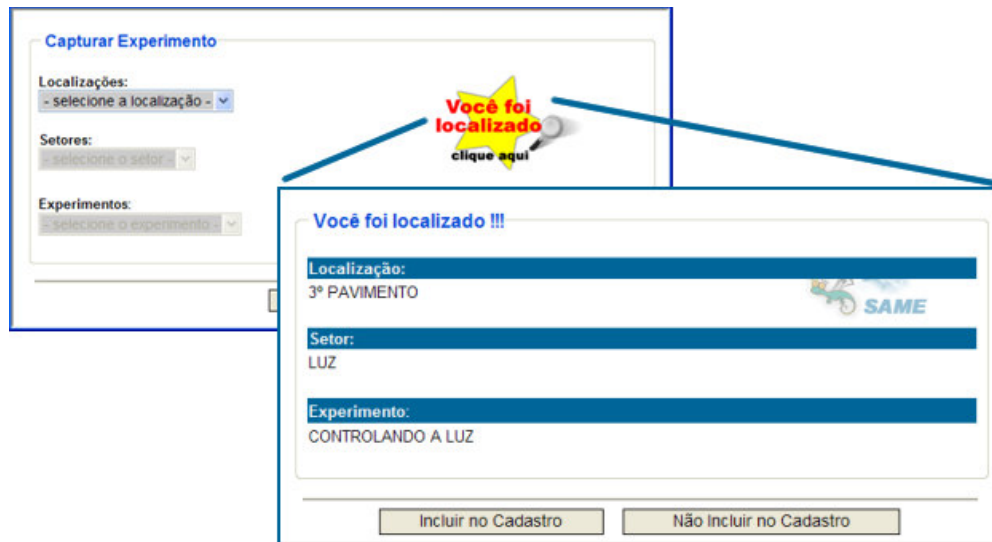 Capturar Experimento
Localizações:
- selecione a localização -
Setores:
- selecione o setor -
Experimentos:
- selecione o experimento -
Você foi
localizado
clique aqui
Você foi localizado !!!
Localização:
3º PAVIMENTO
SAME
Setor:
LUZ
Experimento:
CONTROLANDO A LUZ
Incluir no Cadastro
Não Incluir no Cadastro